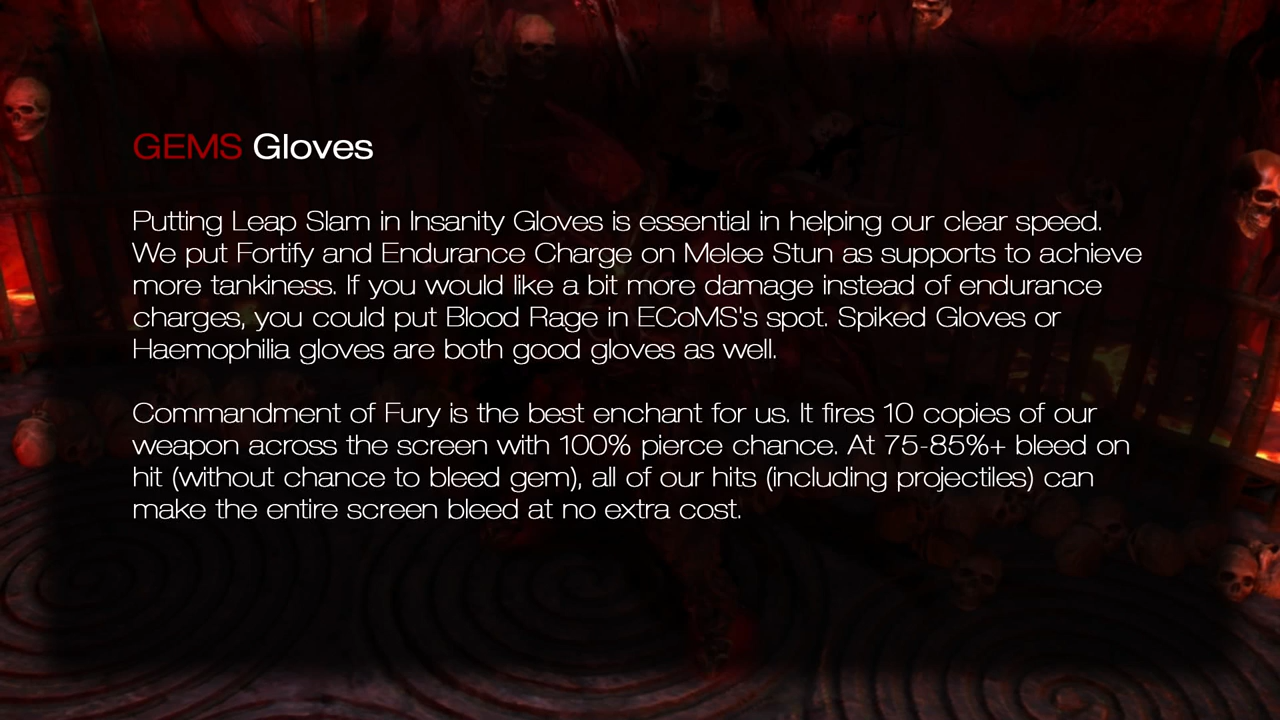 GEMS Gloves
Putting Leap Slam in Insanity Gloves is essential in helping our clear speed.
We put Fortify and Endurance Charge on Melee Stun as supports to achieve
more tankiness. If you would like a bit more damage instead of endurance
charges, you could put Blood Rage in ECoMS's spot. Spiked Gloves or
Haemophilia gloves are both good gloves as well.
Commandment of Fury is the best enchant for us. It fires 10 copies of our
weapon across the screen with 100% pierce chance. At 75-85%+ bleed on
hit (without chance to bleed gem), all of our hits (including projectiles) can
make the entire screen bleed at no extra cost.